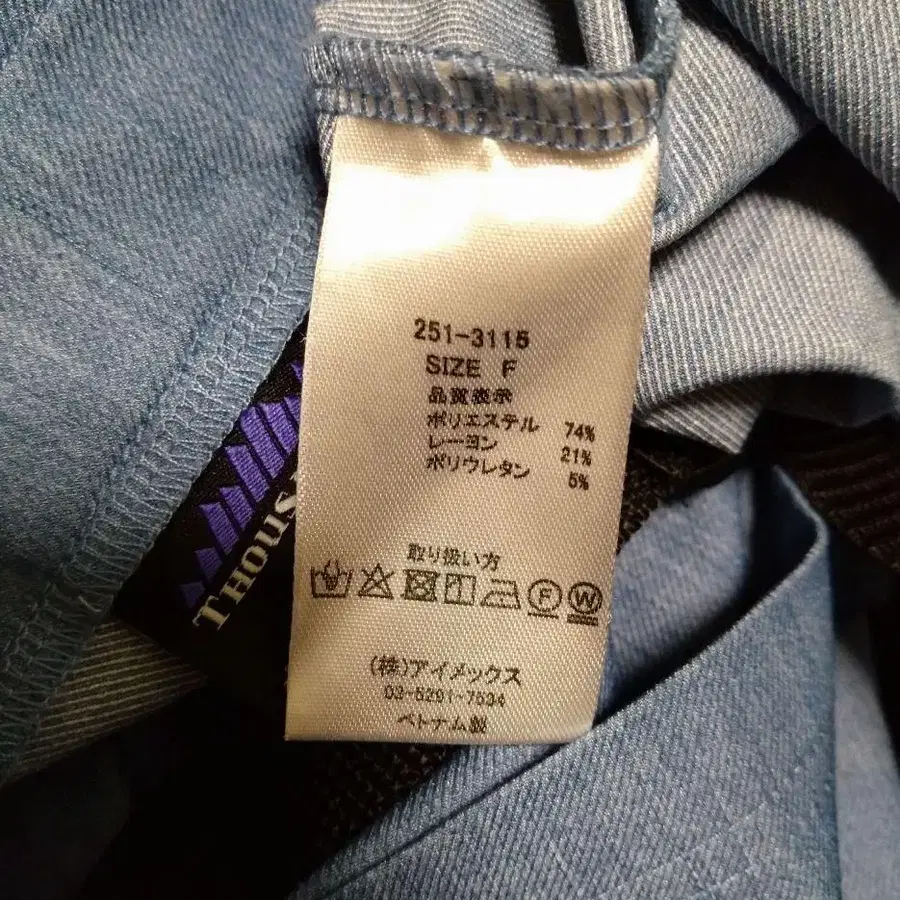 251-3115
SIZE F
品質表示
ポリエステル 74%
レーヨン 21%
ポリウレタン 5%
取り扱い方
F W
(株)アイメックス
03-5291-7534
ベトナム製
THOUS